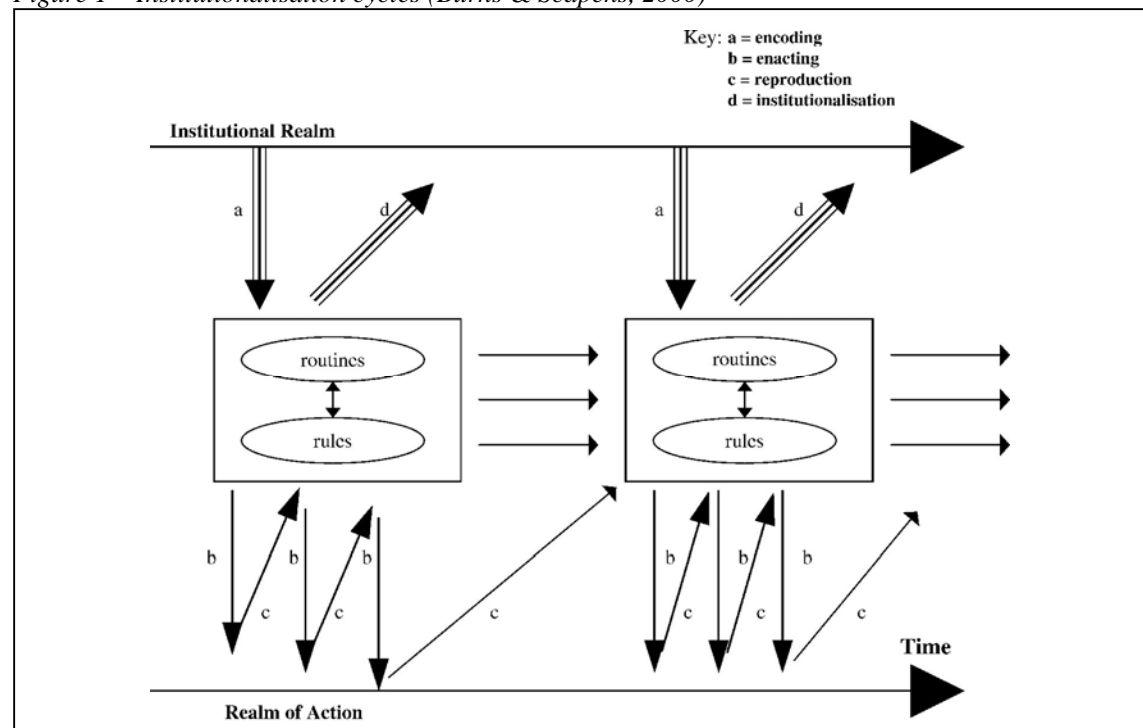 Figure 1 – Institutionalisation cycles (Burns & Scapens, 2000)
Key: a = encoding
b = enacting
c = reproduction
d = institutionalisation
Institutional Realm
a
d
a
d
routines
routines
rules
rules
b
b
b
b
b
b
c
c
c
c
c
c
Time
Realm of Action